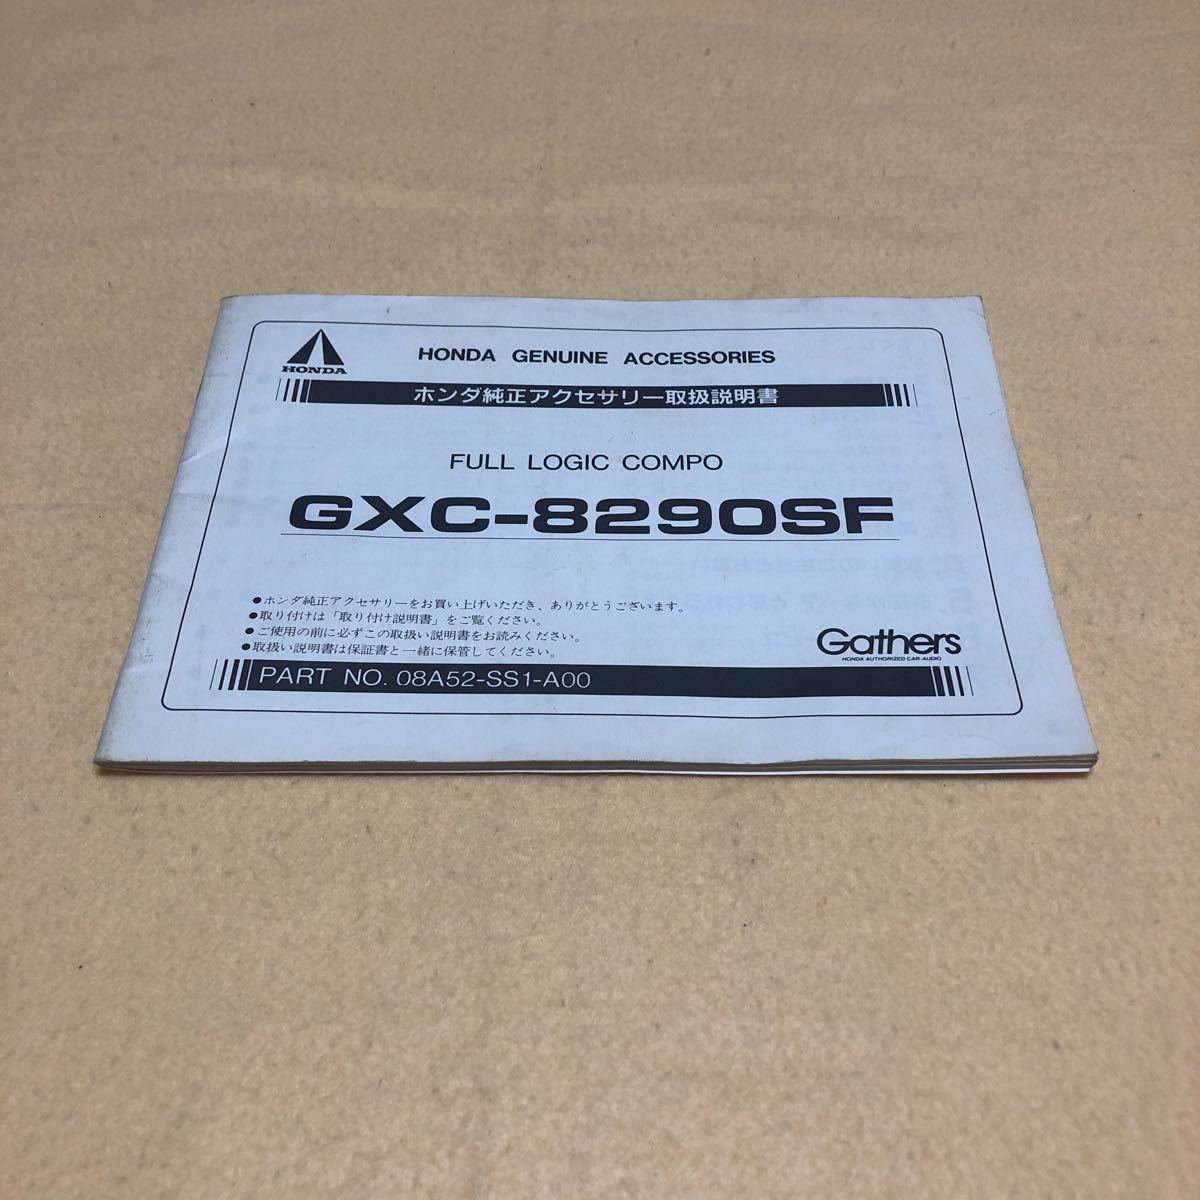 HONDA
HONDA GENUINE ACCESSORIES
ホンダ純正アクセサリー取扱説明書
FULL LOGIC COMPO
GXC-8290SF
●ホンダ純正アクセサリーをお買い上げいただき、ありがとうございます。
●取り付けは「取り付け説明書」をご覧ください。
●ご使用の前に必ずこの取扱い説明書をお読みください。
●取扱い説明書は保証書と一緒に保管してください。
Gathers
HONDA AUTHORIZED CAR-AUDIO
PART NO. 08A52-SS1-A00